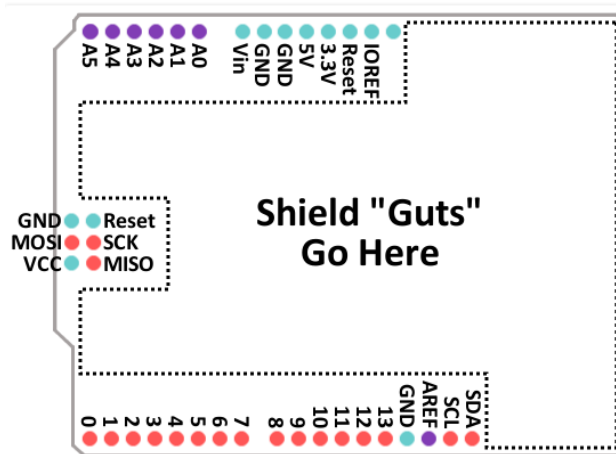 A5 A4 A3 A2 A1 A0 Vin GND GND 5V 3.3V Reset IOREF
GND Reset
MOSI SCK
VCC MISO
Shield "Guts"
Go Here
0 1 2 3 4 5 6 7 8 9 10 11 12 13 GND AREF SCL SDA